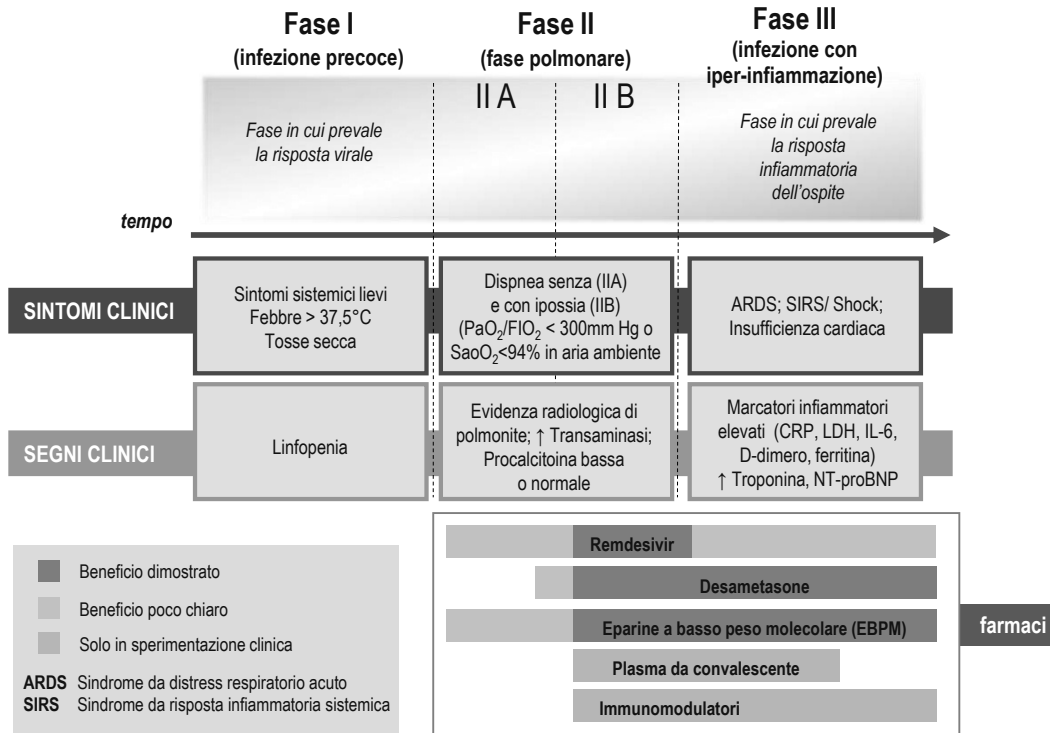 Fase I
(infezione precoce)
Fase II
(fase polmonare)
Fase III
(infezione con
iper-infiammazione)
II A
II B
Fase in cui prevale
la risposta virale
Fase in cui prevale
la risposta
infiammatoria
dell'ospite
tempo
SINTOMI CLINICI
Sintomi sistemici lievi
Febbre > 37,5°C
Tosse secca
Dispnea senza (IIA)
e con ipossia (IIB)
(PaO2/FIO2 < 300mm Hg o
SaoO2<94% in aria ambiente
ARDS; SIRS/ Shock;
Insufficienza cardiaca
SEGNI CLINICI
Linfopenia
Evidenza radiologica di
polmonite; ↑ Transaminasi;
Procalcitoina bassa
o normale
Marcatori infiammatori
elevati (CRP, LDH, IL-6,
D-dimero, ferritina)
↑ Troponina, NT-proBNP
Beneficio dimostrato
Beneficio poco chiaro
Solo in sperimentazione clinica
ARDS Sindrome da distress respiratorio acuto
SIRS Sindrome da risposta infiammatoria sistemica
Remdesivir
Desametasone
Eparine a basso peso molecolare (EBPM)
Plasma da convalescente
Immunomodulatori
farmaci